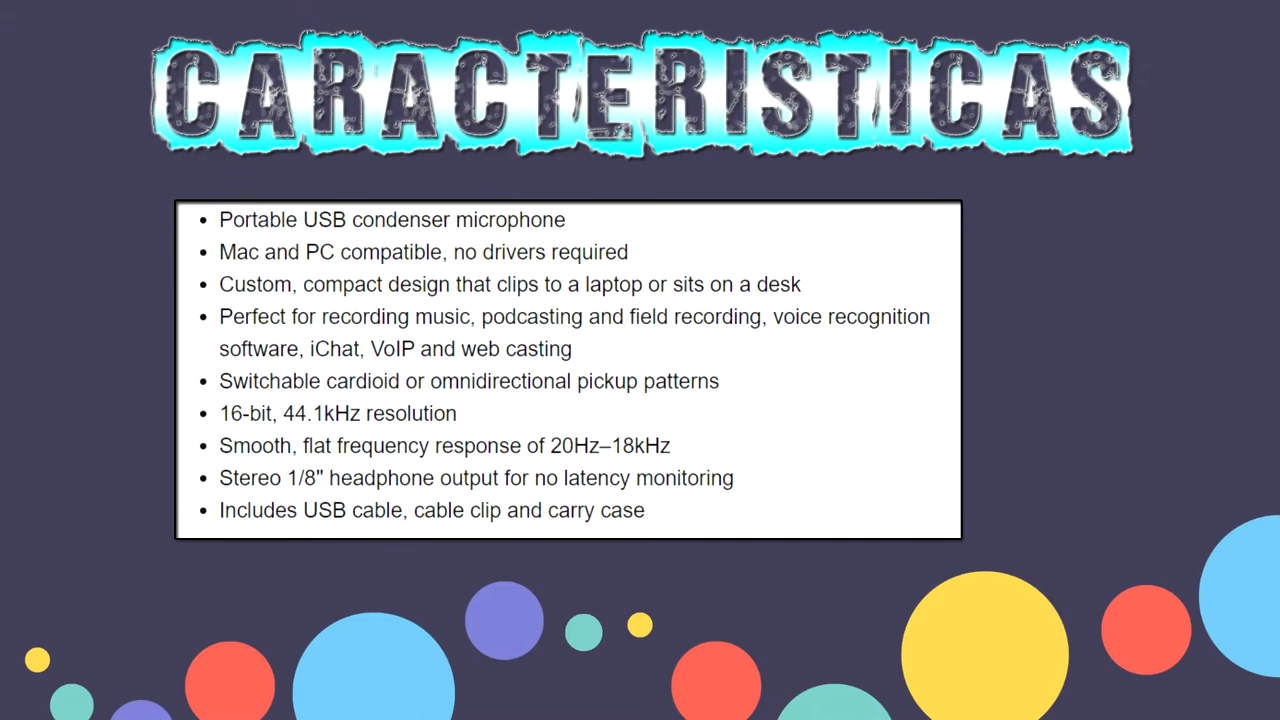 CARACTERISTICAS
• Portable USB condenser microphone
• Mac and PC compatible, no drivers required
• Custom, compact design that clips to a laptop or sits on a desk
• Perfect for recording music, podcasting and field recording, voice recognition
software, iChat, VoIP and web casting
• Switchable cardioid or omnidirectional pickup patterns
• 16-bit, 44.1kHz resolution
• Smooth, flat frequency response of 20Hz–18kHz
• Stereo 1/8" headphone output for no latency monitoring
• Includes USB cable, cable clip and carry case